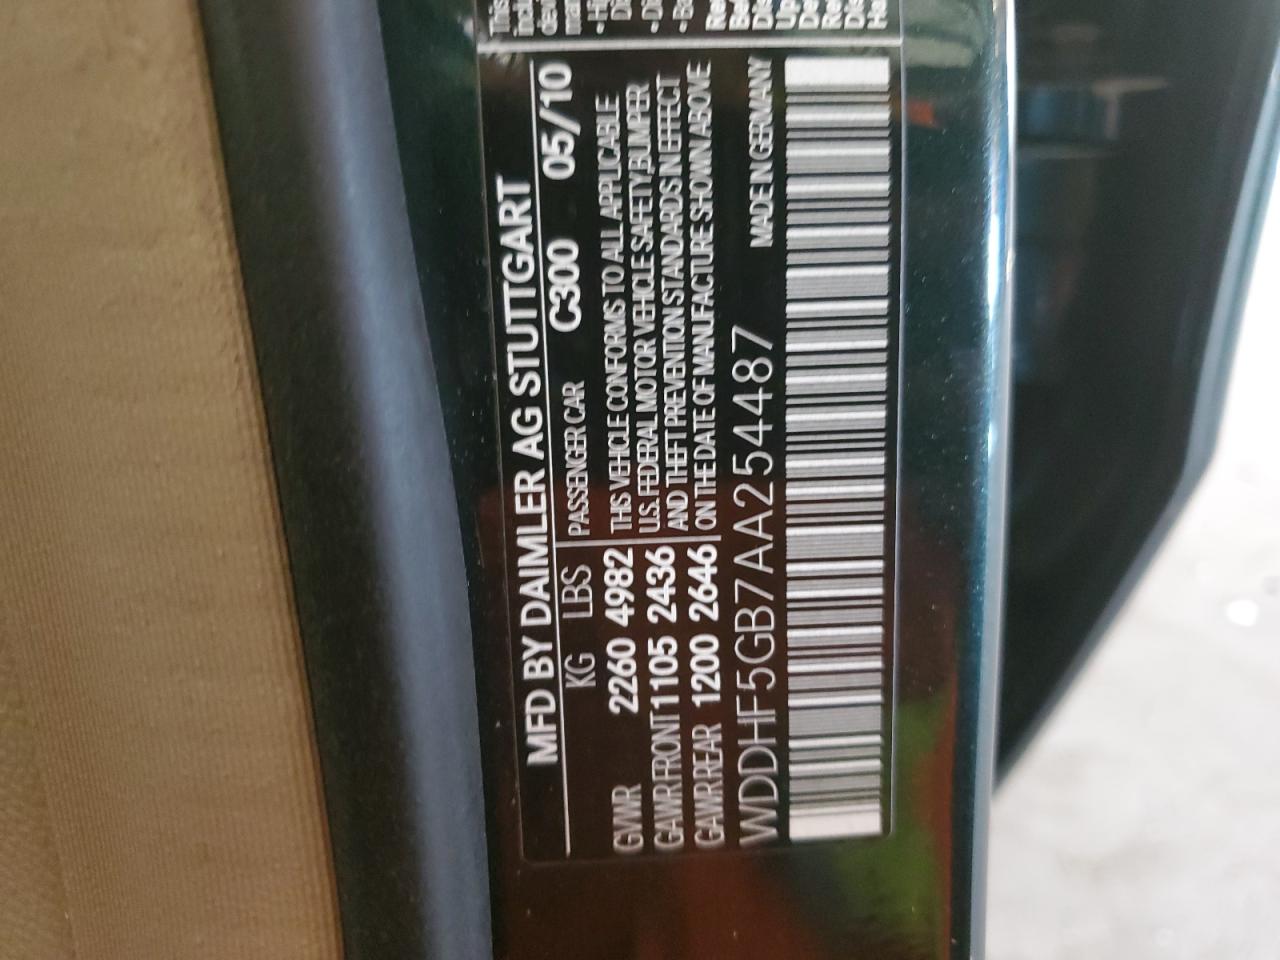 MFD BY DAIMLER AG STUTTGART
KG LBS PASSENGER CAR C300 05/10
GVWR 2260 4982 THIS VEHICLE CONFORMS TO ALL APPLICABLE
GAWR FRONT 1105 2436 U.S. FEDERAL MOTOR VEHICLE SAFETY, BUMPER
AND THEFT PREVENTION STANDARDS IN EFFECT
GAWR REAR 1200 2646 ON THE DATE OF MANUFACTURE SHOWN ABOVE
WDDHF5GB7AA254487 MADE IN GERMANY
This